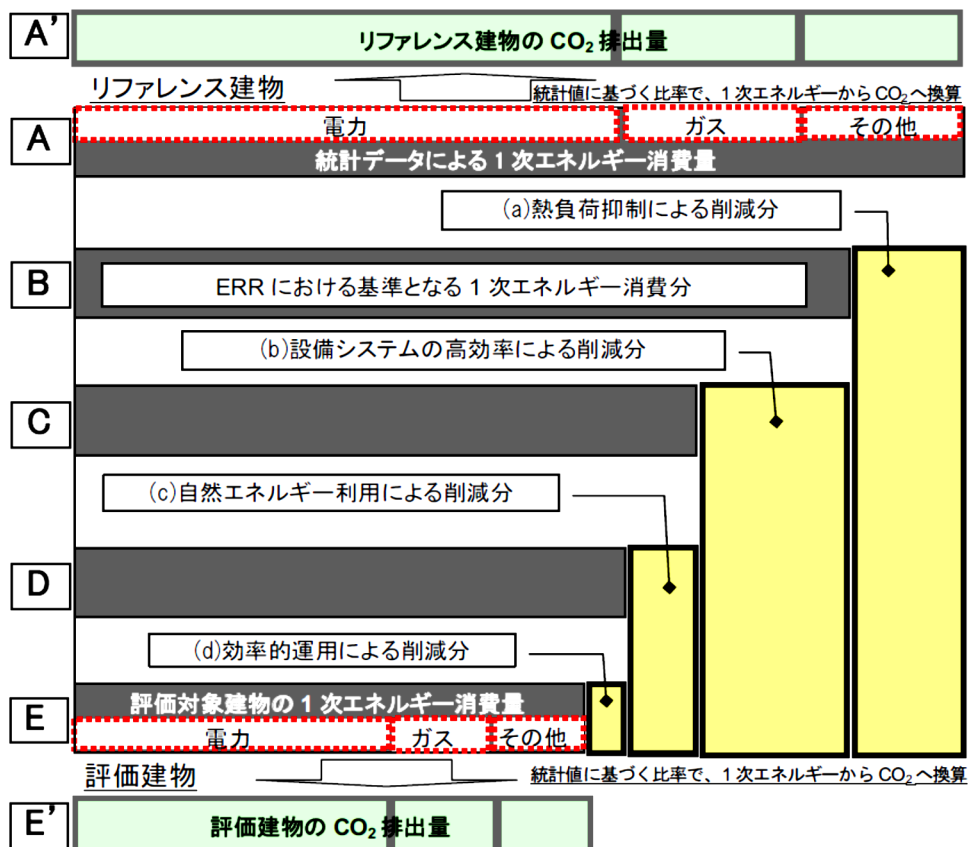 A’
リファレンス建物の CO2 排出量
リファレンス建物
統計値に基づく比率で、1次エネルギーから CO2 へ換算
A
電力 ガス その他
統計データによる 1 次エネルギー消費量
(a)熱負荷抑制による削減分
B
ERR における基準となる 1 次エネルギー消費分
(b)設備システムの高効率による削減分
C
(c)自然エネルギー利用による削減分
D
(d)効率的運用による削減分
E
評価対象建物の 1 次エネルギー消費量
電力 ガス その他
評価建物
統計値に基づく比率で、1次エネルギーから CO2 へ換算
E’
評価建物の CO2 排出量